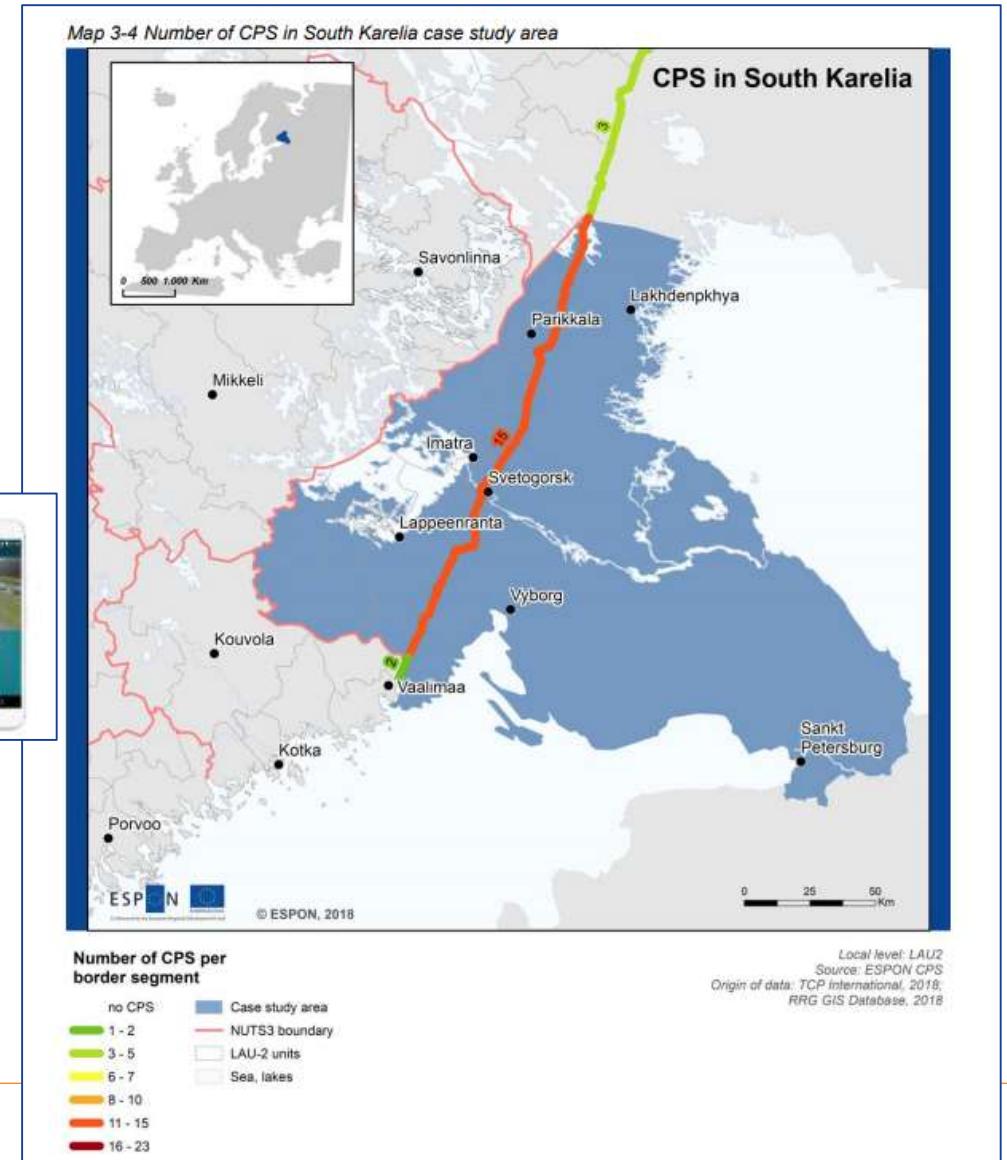 Map 3-4 Number of CPS in South Karelia case study area
CPS in South Karelia
3
0 500 1.000 Km
Savonlinna
Lakhdenpkhya
Parikkala
Mikkeli
15
Imatra
Svetogorsk
Lappeenranta
Vyborg
Kouvola
2
Vaalimaa
Sankt
Petersburg
Kotka
Porvoo
ESPON
© ESPON, 2018
0 25 50
Km
Number of CPS per
border segment
no CPS
1 - 2
3 - 5
6 - 7
8 - 10
11 - 15
16 - 23
Case study area
NUTS3 boundary
LAU-2 units
Sea, lakes
Local level: LAU2
Source: ESPON CPS
Origin of data: TCP International, 2018;
RRG GIS Database, 2018